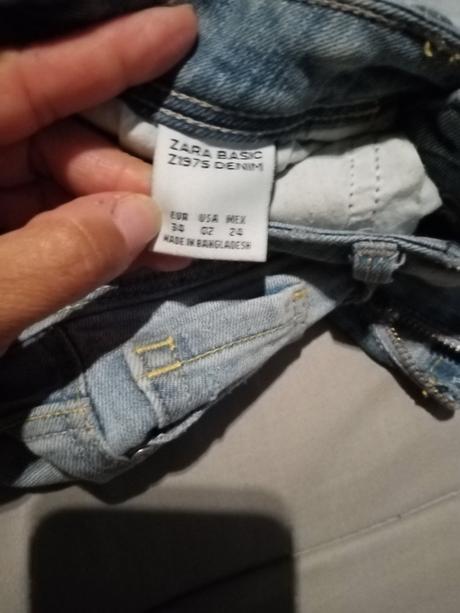 ZARA BASIC
Z1975 DENIM
EUR USA MEX
34 02 24
MADE IN BANGLADESH